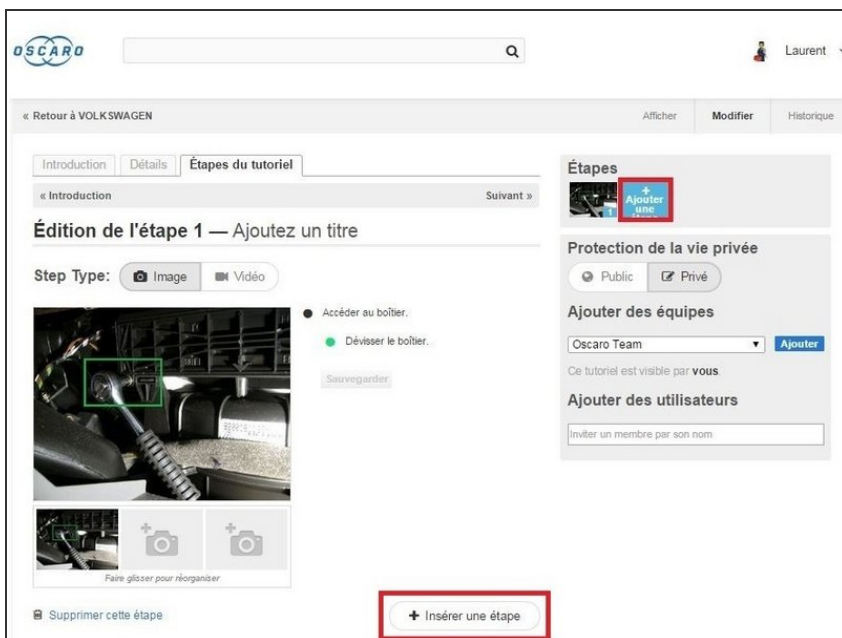 OSCARO
Laurent
« Retour à VOLKSWAGEN
Afficher
Modifier
Historique
Introduction
Détails
Étapes du tutoriel
« Introduction
Suivant »
Édition de l'étape 1 — Ajoutez un titre
Step Type:
Image
Vidéo
Accéder au boîtier.
Dévisser le boîtier.
Sauvegarder
Faire glisser pour réorganiser
Supprimer cette étape
+ Insérer une étape
Étapes
1
+
Ajouter
une
étape
Protection de la vie privée
Public
Privé
Ajouter des équipes
Oscaro Team
Ajouter
Ce tutoriel est visible par vous.
Ajouter des utilisateurs
Inviter un membre par son nom